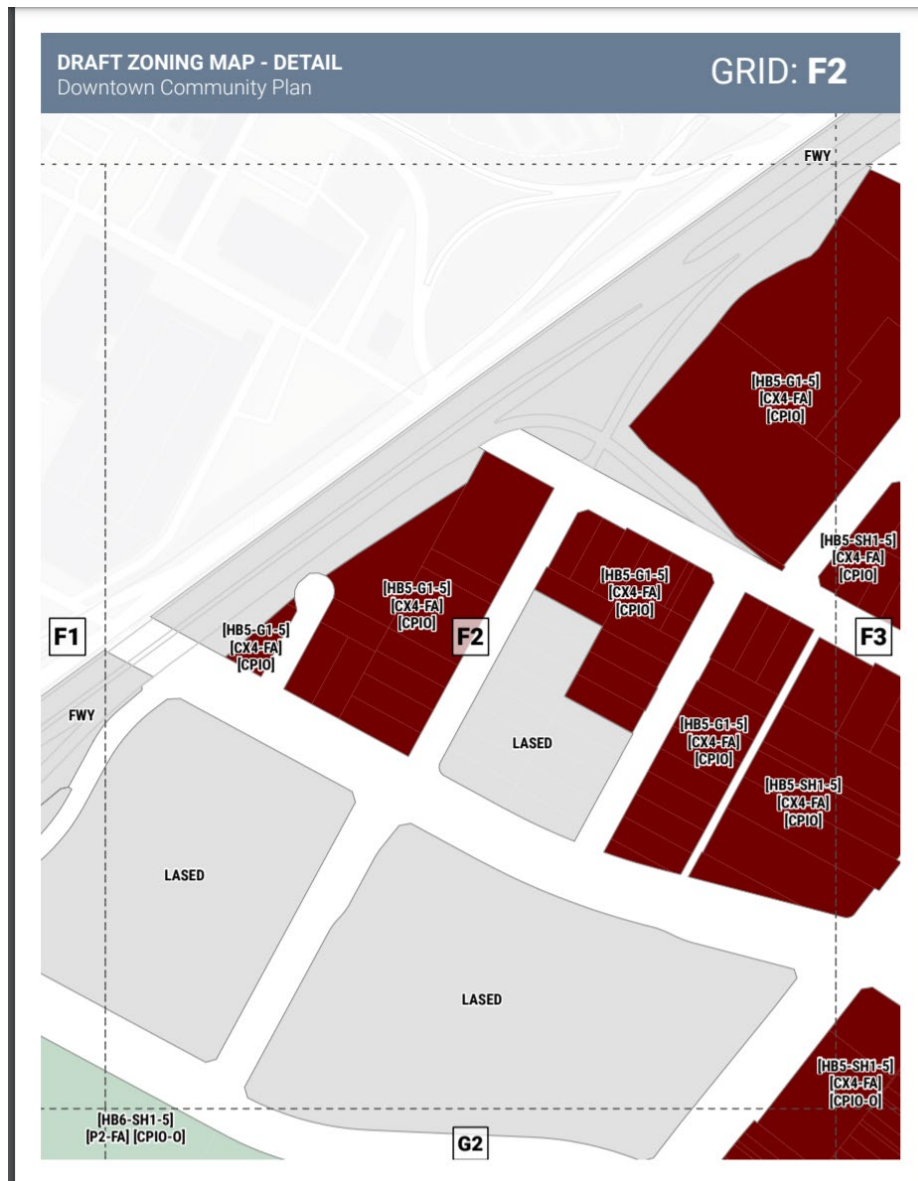 DRAFT ZONING MAP - DETAIL
Downtown Community Plan
GRID: F2
FWY
[HB5-G1-5]
[CX4-FA]
[CPIO]
[HB5-SH1-5]
[CX4-FA]
[CPIO]
[HB5-G1-5]
[CX4-FA]
[CPIO]
[HB5-G1-5]
[CX4-FA]
[CPIO]
[HB5-G1-5]
[CX4-FA]
[CPIO]
F1
F2
F3
FWY
LASED
[HB5-G1-5]
[CX4-FA]
[CPIO]
[HB5-SH1-5]
[CX4-FA]
[CPIO]
LASED
LASED
[HB5-SH1-5]
[CX4-FA]
[CPIO-O]
[HB6-SH1-5]
[P2-FA] [CPIO-O]
G2